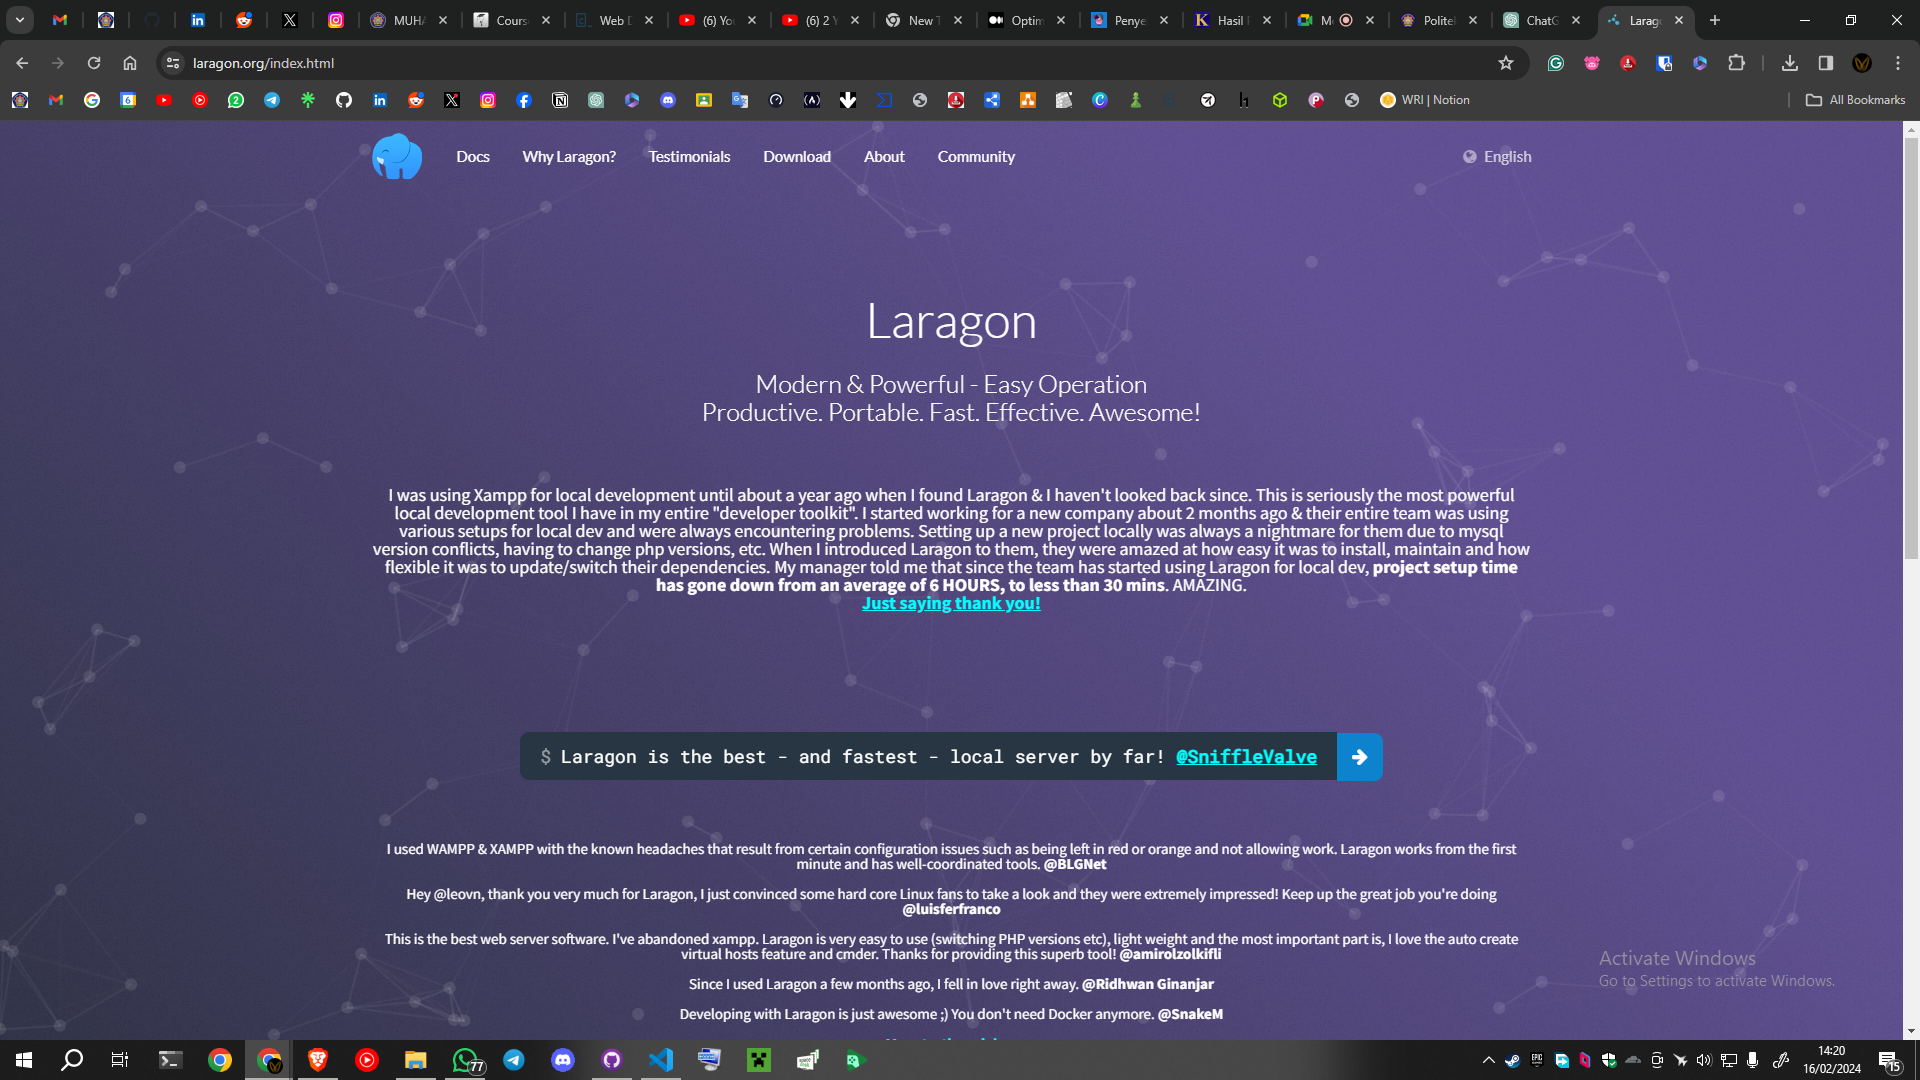 MUHA
Cours
Web D
(6) You
(6) 2 Y
New T
Optim
Penye
Hasil
M
Polite
ChatG
Larag
laragon.org/index.html
WRI | Notion
All Bookmarks
Docs
Why Laragon?
Testimonials
Download
About
Community
English
Laragon
Modern & Powerful - Easy Operation
Productive. Portable. Fast. Effective. Awesome!
I was using Xampp for local development until about a year ago when I found Laragon & I haven't looked back since. This is seriously the most powerful
local development tool I have in my entire "developer toolkit". I started working for a new company about 2 months ago & their entire team was using
various setups for local dev and were always encountering problems. Setting up a new project locally was always a nightmare for them due to mysql
version conflicts, having to change php versions, etc. When I introduced Laragon to them, they were amazed at how easy it was to install, maintain and how
flexible it was to update/switch their dependencies. My manager told me that since the team has started using Laragon for local dev, project setup time
has gone down from an average of 6 HOURS, to less than 30 mins. AMAZING.
Just saying thank you!
$ Laragon is the best - and fastest - local server by far! @SniffleValve
I used WAMPP & XAMPP with the known headaches that result from certain configuration issues such as being left in red or orange and not allowing work. Laragon works from the first
minute and has well-coordinated tools. @BLGNet
Hey @leovn, thank you very much for Laragon, I just convinced some hard core Linux fans to take a look and they were extremely impressed! Keep up the great job you're doing
@luisferfranco
This is the best web server software. I've abandoned xampp. Laragon is very easy to use (switching PHP versions etc), light weight and the most important part is, I love the auto create
virtual hosts feature and cmder. Thanks for providing this superb tool! @amirolzolkifli
Since I used Laragon a few months ago, I fell in love right away. @Ridhwan Ginanjar
Developing with Laragon is just awesome ;) You don't need Docker anymore. @SnakeM
Activate Windows
Go to Settings to activate Windows.
77
14:20
16/02/2024
15